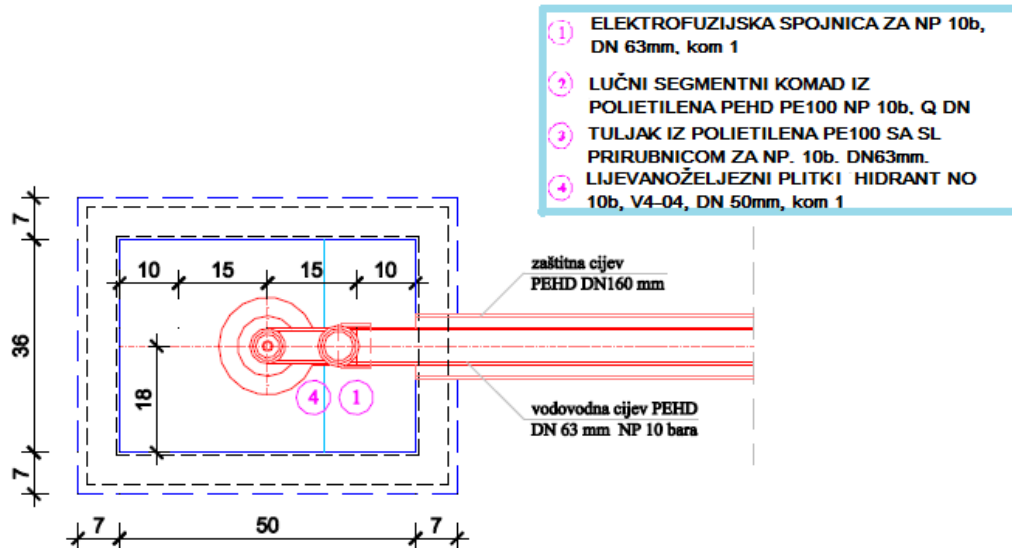 1 ELEKTROFUZIJSKA SPOJNICA ZA NP 10b,
DN 63mm, kom 1
2 LUČNI SEGMENTNI KOMAD IZ
POLIETILENA PEHD PE100 NP 10b, Q DN
3 TULJAK IZ POLIETILENA PE100 SA SL
PRIRUBNICOM ZA NP. 10b. DN63mm.
4 LIJEVANOŽELJEZNI PLITKI HIDRANT NO
10b, V4-04, DN 50mm, kom 1
7
10 15 15 10
zaštitna cijev
PEHD DN160 mm
36
18
4 1
vodovodna cijev PEHD
DN 63 mm NP 10 bara
7
7 50 7